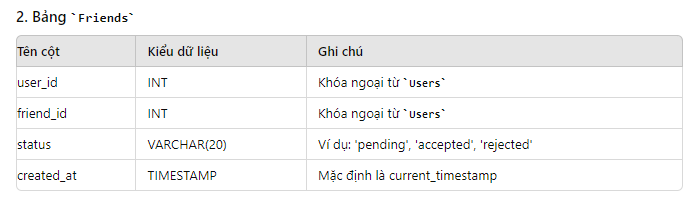 2. Bảng `Friends`
Tên cột Kiểu dữ liệu Ghi chú
user_id INT Khóa ngoại từ `Users`
friend_id INT Khóa ngoại từ `Users`
status VARCHAR(20) Ví dụ: 'pending', 'accepted', 'rejected'
created_at TIMESTAMP Mặc định là current_timestamp